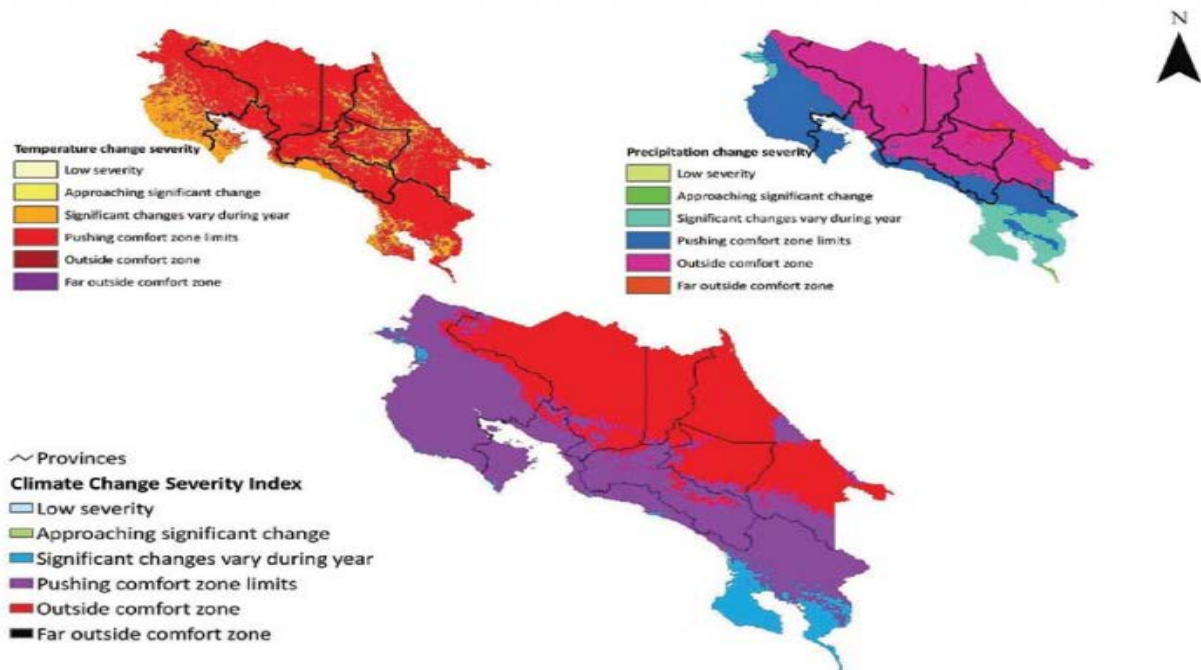 N
Temperature change severity
Low severity
Approaching significant change
Significant changes vary during year
Pushing comfort zone limits
Outside comfort zone
Far outside comfort zone
Precipitation change severity
Low severity
Approaching significant change
Significant changes vary during year
Pushing comfort zone limits
Outside comfort zone
Far outside comfort zone
Provinces
Climate Change Severity Index
Low severity
Approaching significant change
Significant changes vary during year
Pushing comfort zone limits
Outside comfort zone
Far outside comfort zone